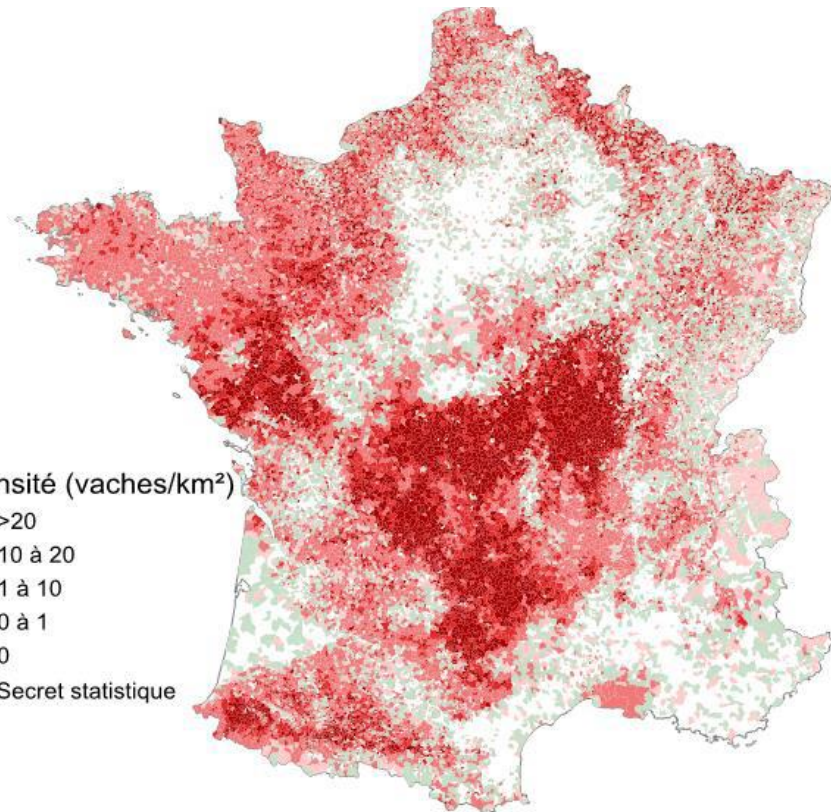 nsité (vaches/km²)
>20
10 à 20
1 à 10
0 à 1
0
Secret statistique